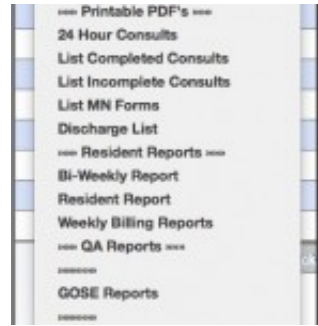 === Printable PDF's ===
24 Hour Consults
List Completed Consults
List Incomplete Consults
List MN Forms
Discharge List
=== Resident Reports ===
Bi-Weekly Report
Resident Report
Weekly Billing Reports
=== QA Reports ===
======
GOSE Reports
======